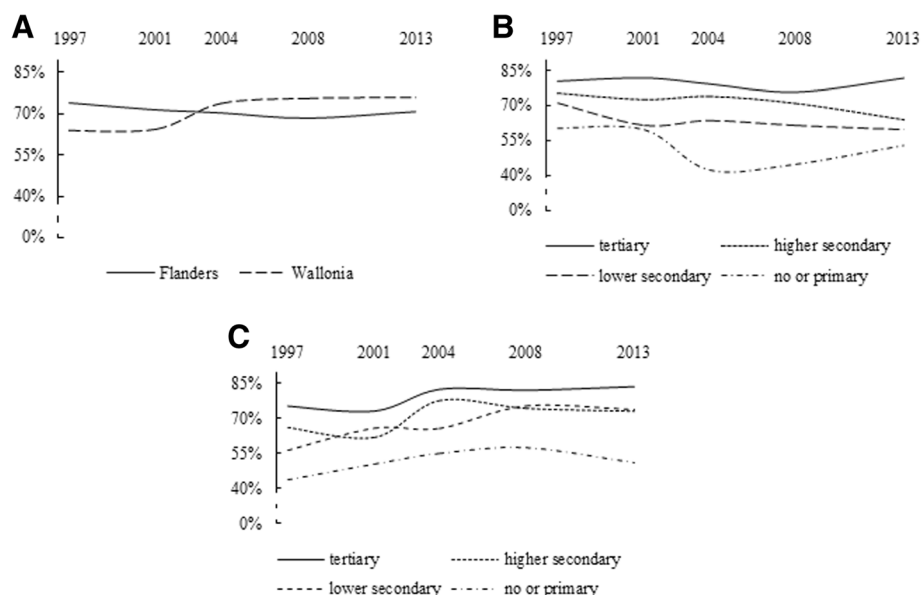 A
1997 2001 2004 2008 2013
85%
70%
55%
40%
0%
Flanders Wallonia
B
1997 2001 2004 2008 2013
85%
70%
55%
40%
0%
tertiary higher secondary
lower secondary no or primary
C
1997 2001 2004 2008 2013
85%
70%
55%
40%
0%
tertiary higher secondary
lower secondary no or primary